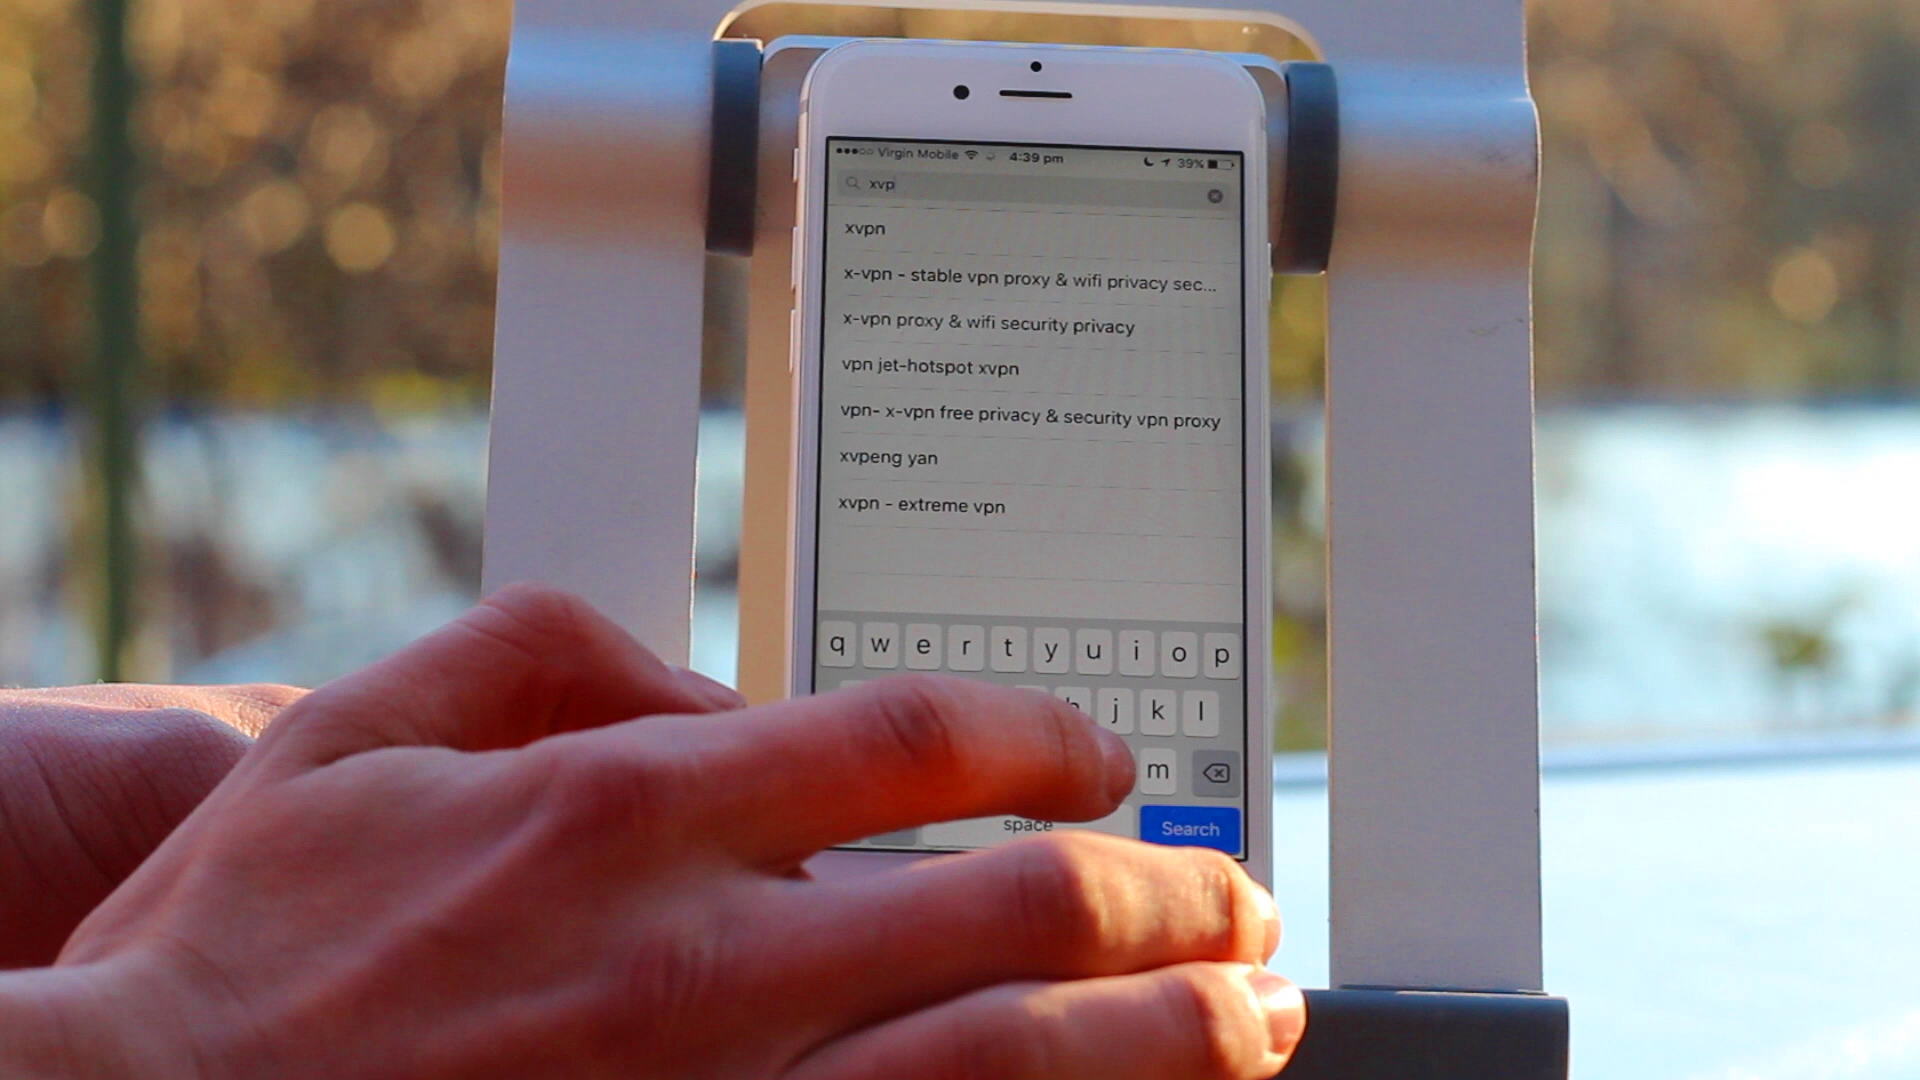 Virgin Mobile 4:39 pm 39%
xvp
xvpn
x-vpn - stable vpn proxy & wifi privacy sec...
x-vpn proxy & wifi security privacy
vpn jet-hotspot xvpn
vpn- x-vpn free privacy & security vpn proxy
xvpeng yan
xvpn - extreme vpn
q w e r t y u i o p
j k l
m
space Search